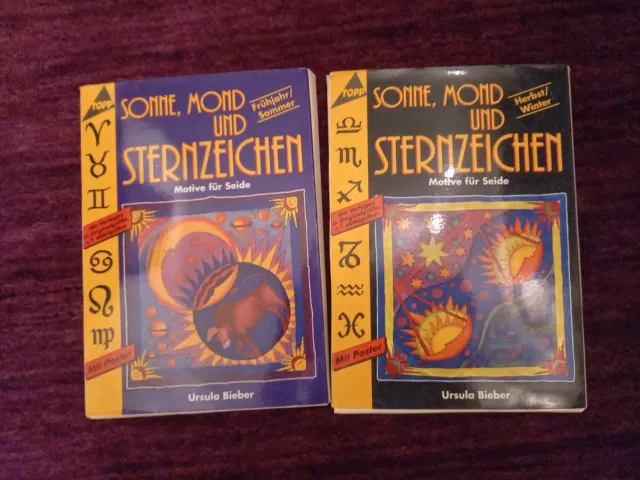 TOPP
SONNE, MOND
UND
STERNZEICHEN
Frühjahr/
Sommer
Motive für Seide
Mit Poster
Ursula Bieber
TOPP
SONNE, MOND
UND
STERNZEICHEN
Herbst/
Winter
Motive für Seide
Mit Poster
Ursula Bieber